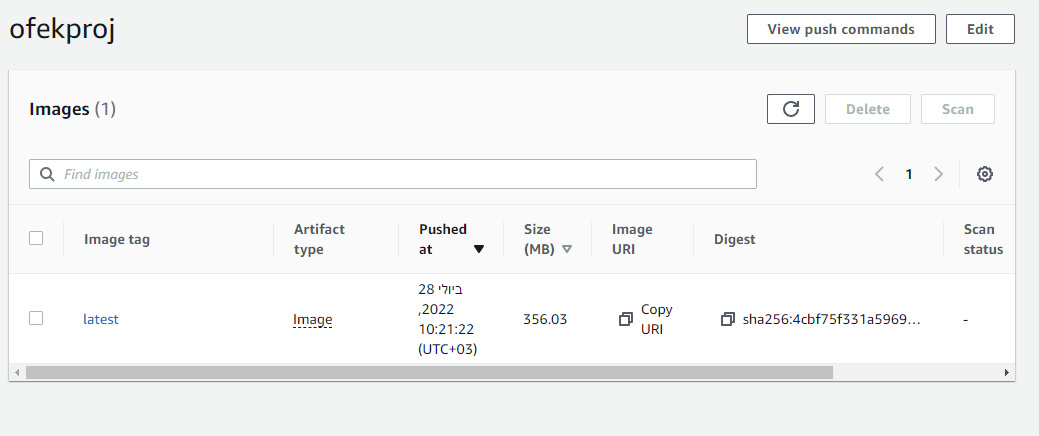 ofekproj
View push commands
Edit
Images (1)
Delete
Scan
Find images
1
Image tag
Artifact
type
Pushed
at
Size
(MB)
Image
URI
Digest
Scan
status
latest
Image
28 ביולי
2022,
10:21:22
(UTC+03)
356.03
Copy
URI
sha256:4cbf75f331a5969...
-